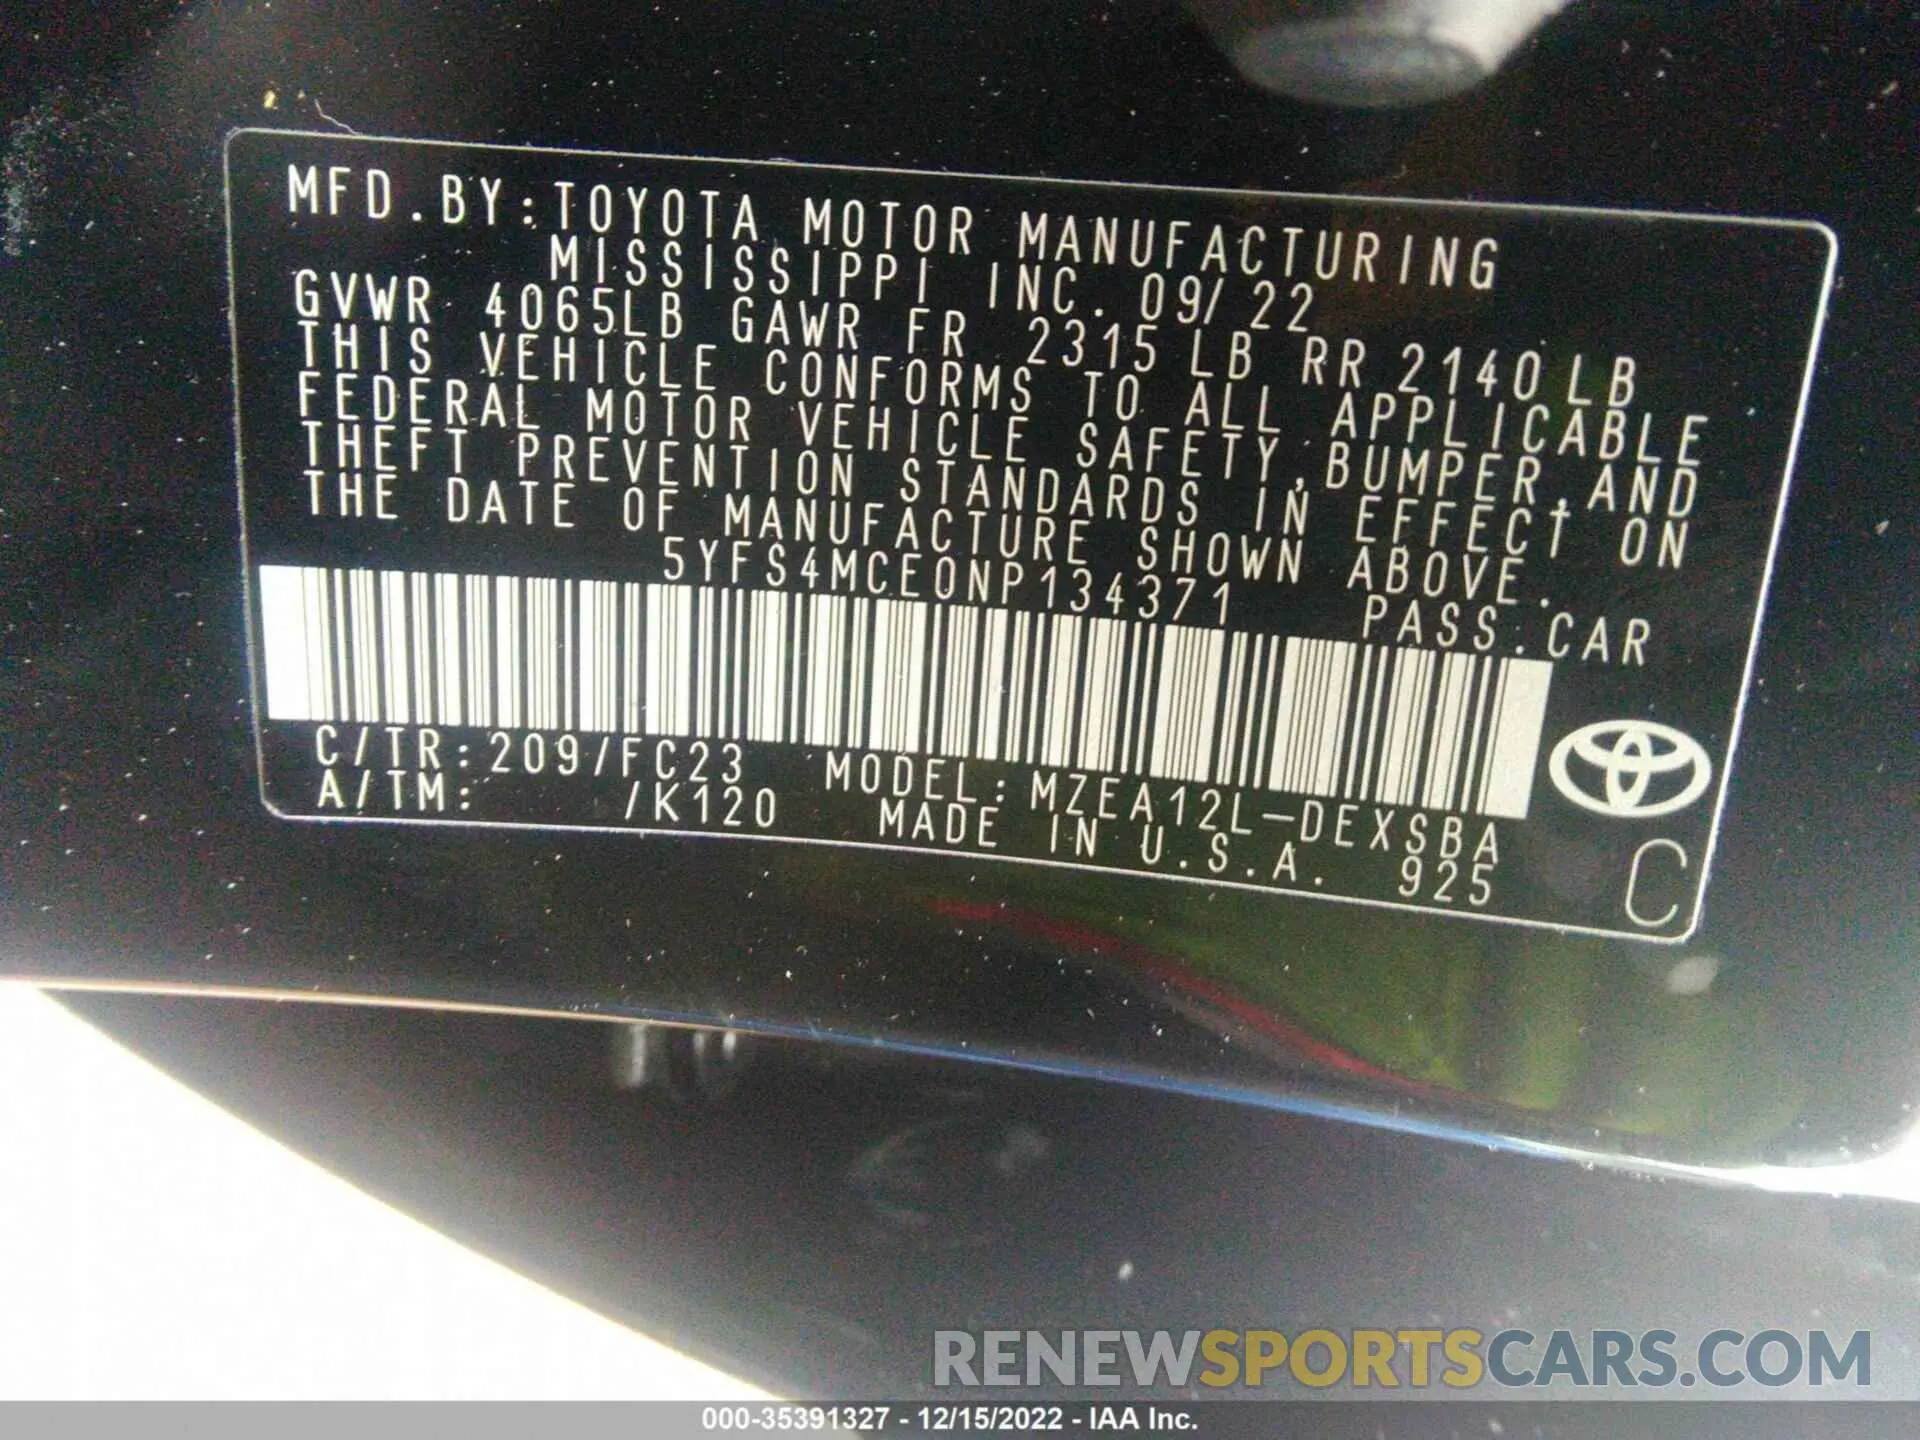 MFD.BY:TOYOTA MOTOR MANUFACTURING
MISSISSIPPI INC. 09/22
GVWR 4065LB GAWR FR 2315LB RR 2140LB
THIS VEHICLE CONFORMS TO ALL APPLICABLE
FEDERAL MOTOR VEHICLE SAFETY,BUMPER,AND
THEFT PREVENTION STANDARDS IN EFFECT ON
THE DATE OF MANUFACTURE SHOWN ABOVE.
5YFS4MCE0NP134371 PASS.CAR
C/TR:209/FC23 MODEL:MZEA12L-DEXSBA
A/TM: /K120 MADE IN U.S.A. 925
C
RENEWSPORTSCARS.COM
000-35391327 - 12/15/2022 - IAA Inc.